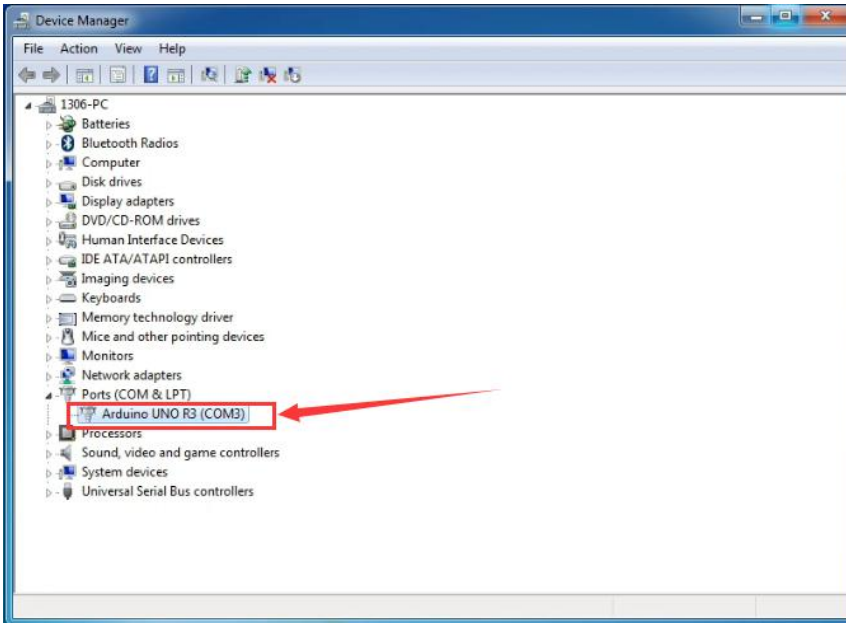 Device Manager
File Action View Help
1306-PC
Batteries
Bluetooth Radios
Computer
Disk drives
Display adapters
DVD/CD-ROM drives
Human Interface Devices
IDE ATA/ATAPI controllers
Imaging devices
Keyboards
Memory technology driver
Mice and other pointing devices
Monitors
Network adapters
Ports (COM & LPT)
Arduino UNO R3 (COM3)
Processors
Sound, video and game controllers
System devices
Universal Serial Bus controllers